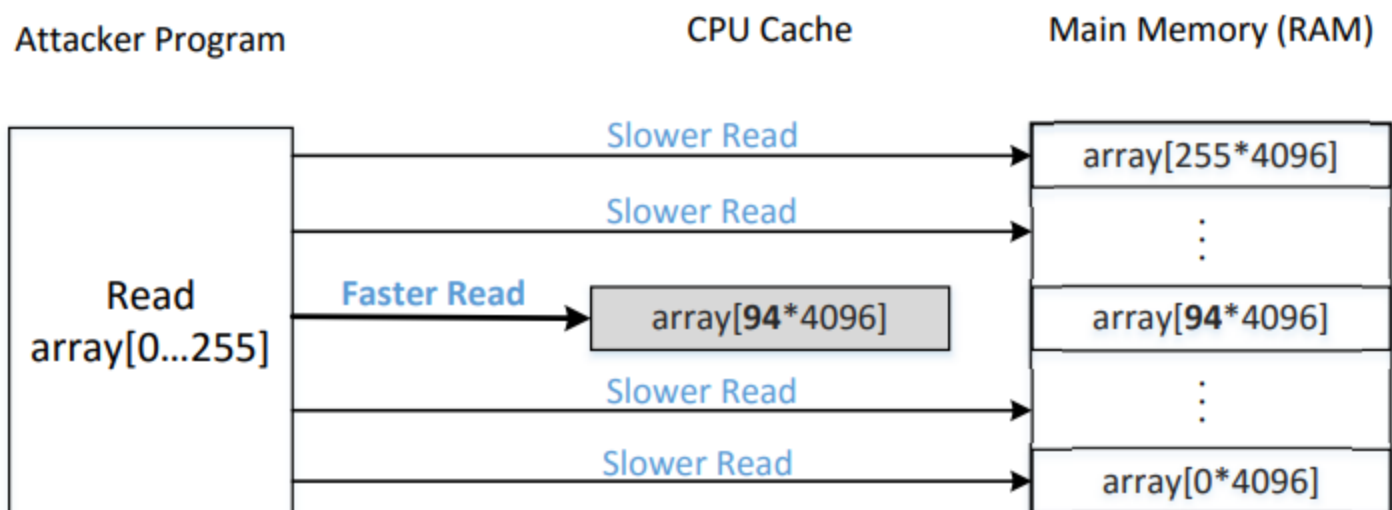 Attacker Program
CPU Cache
Main Memory (RAM)
Slower Read
array[255*4096]
Slower Read
⋮
Read
array[0...255]
Faster Read
array[94*4096]
array[94*4096]
Slower Read
⋮
Slower Read
array[0*4096]